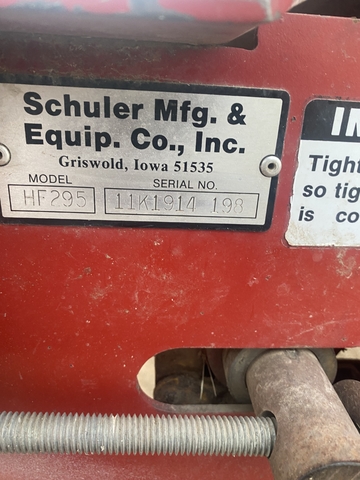 Schuler Mfg. &
Equip. Co., Inc.
Griswold, Iowa 51535
MODEL SERIAL NO.
HF295 11K1914 198
IM
Tight
so tig
is co